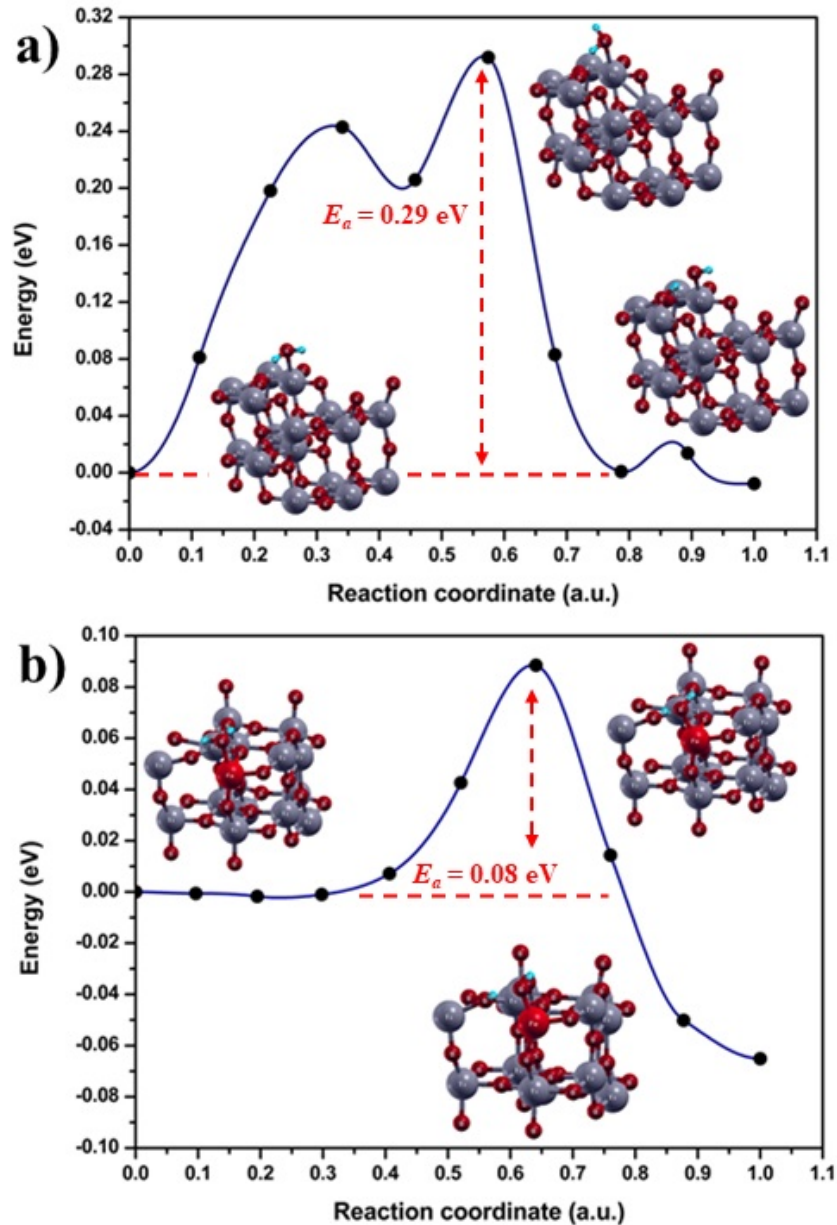 a)
0.32
0.28
0.24
0.20
0.16
0.12
0.08
0.04
0.00
-0.04
Energy (eV)
Ea = 0.29 eV
0.0 0.1 0.2 0.3 0.4 0.5 0.6 0.7 0.8 0.9 1.0 1.1
Reaction coordinate (a.u.)
b)
0.10
0.08
0.06
0.04
0.02
0.00
-0.02
-0.04
-0.06
-0.08
-0.10
Energy (eV)
Ea = 0.08 eV
0.0 0.1 0.2 0.3 0.4 0.5 0.6 0.7 0.8 0.9 1.0 1.1
Reaction coordinate (a.u.)